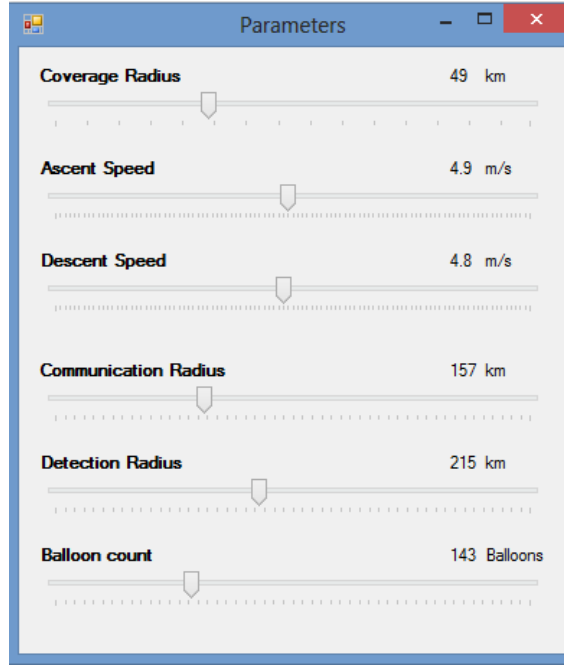 Parameters
Coverage Radius 49 km
Ascent Speed 4.9 m/s
Descent Speed 4.8 m/s
Communication Radius 157 km
Detection Radius 215 km
Balloon count 143 Balloons